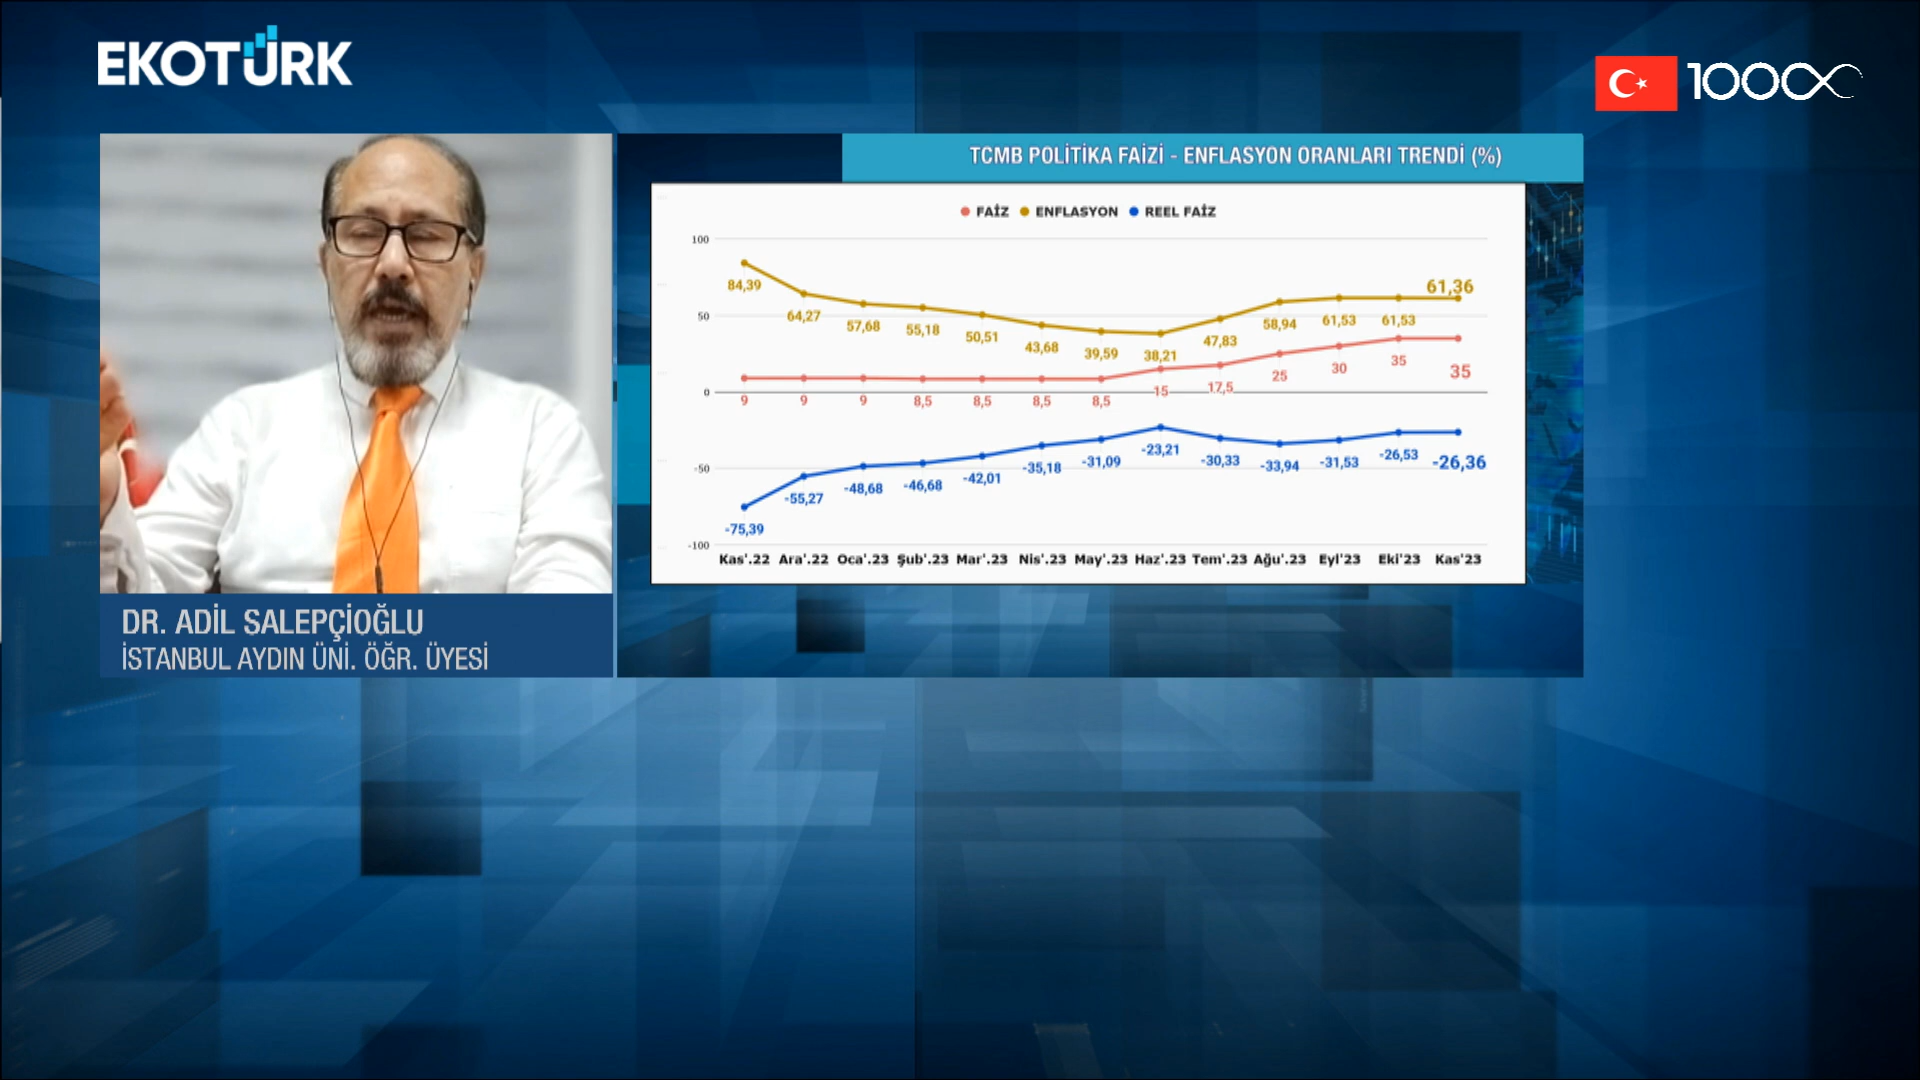 EKOTÜRK
100
TCMB POLİTİKA FAİZİ - ENFLASYON ORANLARI TRENDİ (%)
FAİZ ENFLASYON REEL FAİZ
100
50
0
-50
-100
84,39 64,27 57,68 55,18 50,51 43,68 39,59 38,21 47,83 58,94 61,53 61,53 61,36
9 9 9 8,5 8,5 8,5 8,5 15 17,5 25 30 35 35
-75,39 -55,27 -48,68 -46,68 -42,01 -35,18 -31,09 -23,21 -30,33 -33,94 -31,53 -26,53 -26,36
Kas'.22 Ara'.22 Oca'.23 Şub'.23 Mar'.23 Nis'.23 May'.23 Haz'.23 Tem'.23 Ağu'.23 Eyl'23 Eki'23 Kas'23
DR. ADİL SALEPÇİOĞLU
İSTANBUL AYDIN ÜNİ. ÖĞR. ÜYESİ